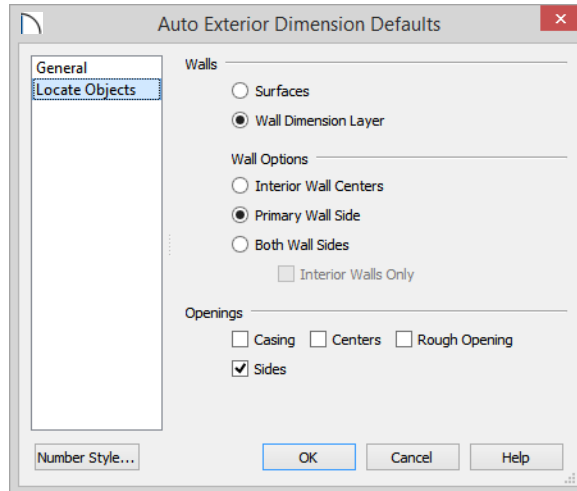 Auto Exterior Dimension Defaults
General
Locate Objects
Walls
Surfaces
Wall Dimension Layer
Wall Options
Interior Wall Centers
Primary Wall Side
Both Wall Sides
Interior Walls Only
Openings
Casing Centers Rough Opening
Sides
Number Style... OK Cancel Help